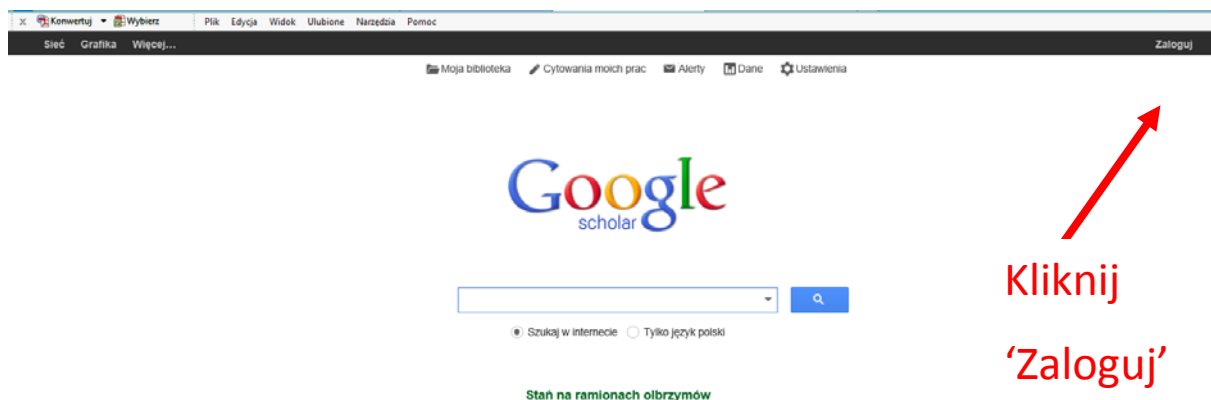 x Konwertuj Wybierz Plik Edycja Widok Ulubione Narzędzia Pomoc
Sieć Grafika Więcej... Zaloguj
Moja biblioteka Cytowania moich prac Alerty Dane Ustawienia
Google
scholar
Szukaj w internecie Tylko język polski
Stań na ramionach olbrzymów
Kliknij
‘Zaloguj’